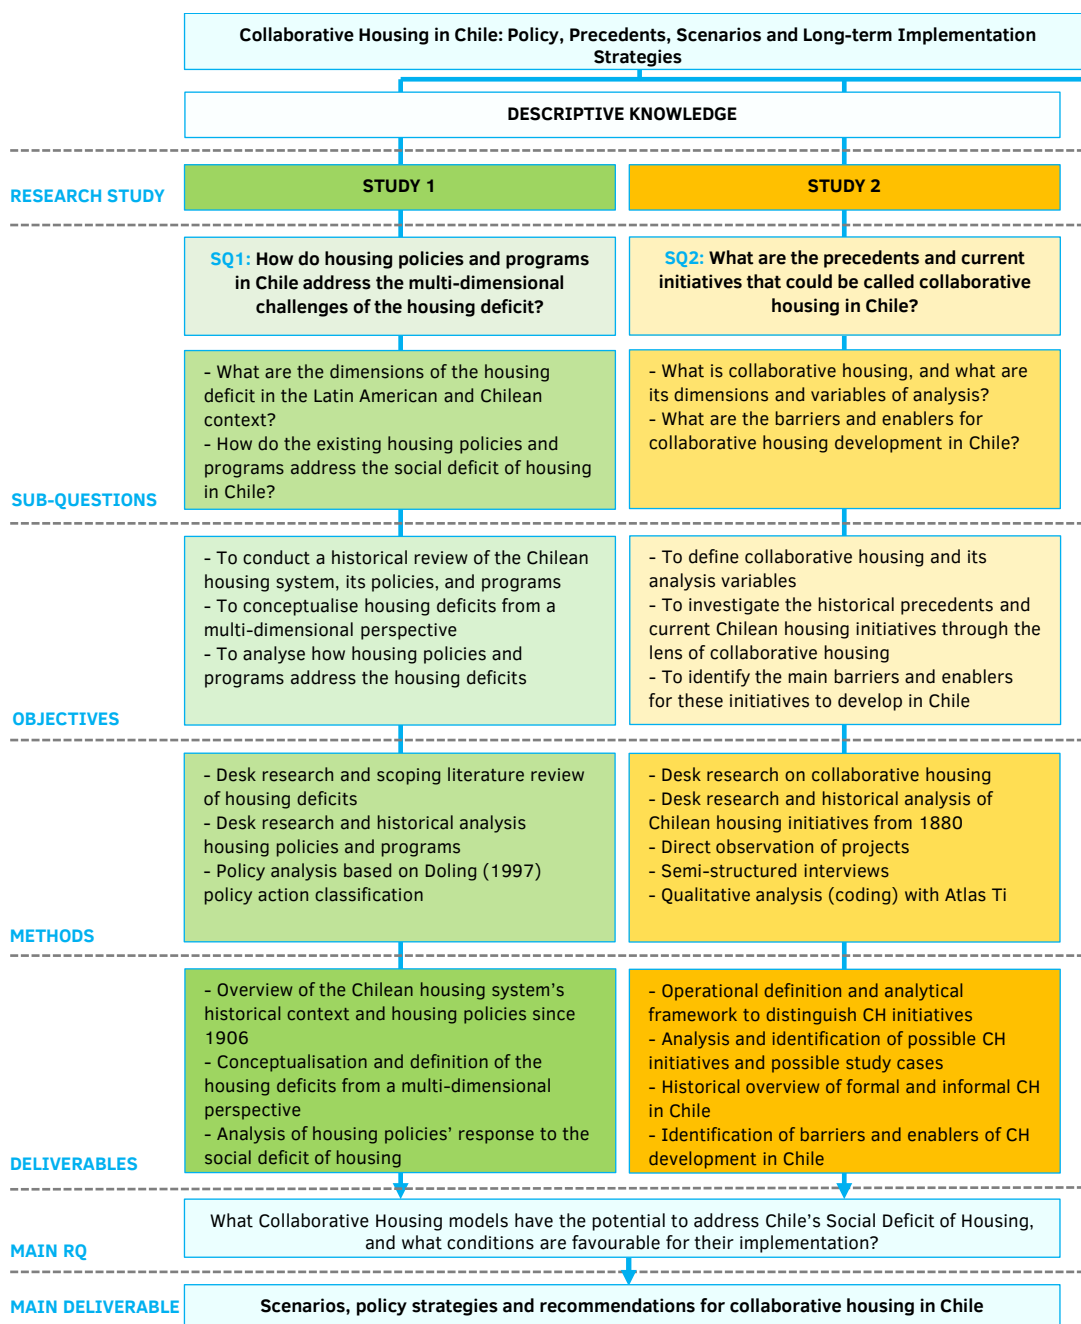 Collaborative Housing in Chile: Policy, Precedents, Scenarios and Long-term Implementation
Strategies
DESCRIPTIVE KNOWLEDGE
RESEARCH STUDY
STUDY 1
STUDY 2
SQ1: How do housing policies and programs
in Chile address the multi-dimensional
challenges of the housing deficit?
SQ2: What are the precedents and current
initiatives that could be called collaborative
housing in Chile?
SUB-QUESTIONS
- What are the dimensions of the housing
deficit in the Latin American and Chilean
context?
- How do the existing housing policies and
programs address the social deficit of housing
in Chile?
- What is collaborative housing, and what are
its dimensions and variables of analysis?
- What are the barriers and enablers for
collaborative housing development in Chile?
OBJECTIVES
- To conduct a historical review of the Chilean
housing system, its policies, and programs
- To conceptualise housing deficits from a
multi-dimensional perspective
- To analyse how housing policies and
programs address the housing deficits
- To define collaborative housing and its
analysis variables
- To investigate the historical precedents and
current Chilean housing initiatives through the
lens of collaborative housing
- To identify the main barriers and enablers
for these initiatives to develop in Chile
METHODS
- Desk research and scoping literature review
of housing deficits
- Desk research and historical analysis
housing policies and programs
- Policy analysis based on Doling (1997)
policy action classification
- Desk research on collaborative housing
- Desk research and historical analysis of
Chilean housing initiatives from 1880
- Direct observation of projects
- Semi-structured interviews
- Qualitative analysis (coding) with Atlas Ti
DELIVERABLES
- Overview of the Chilean housing system's
historical context and housing policies since
1906
- Conceptualisation and definition of the
housing deficits from a multi-dimensional
perspective
- Analysis of housing policies' response to the
social deficit of housing
- Operational definition and analytical
framework to distinguish CH initiatives
- Analysis and identification of possible CH
initiatives and possible study cases
- Historical overview of formal and informal CH
in Chile
- Identification of barriers and enablers of CH
development in Chile
MAIN RQ
What Collaborative Housing models have the potential to address Chile's Social Deficit of Housing,
and what conditions are favourable for their implementation?
MAIN DELIVERABLE
Scenarios, policy strategies and recommendations for collaborative housing in Chile